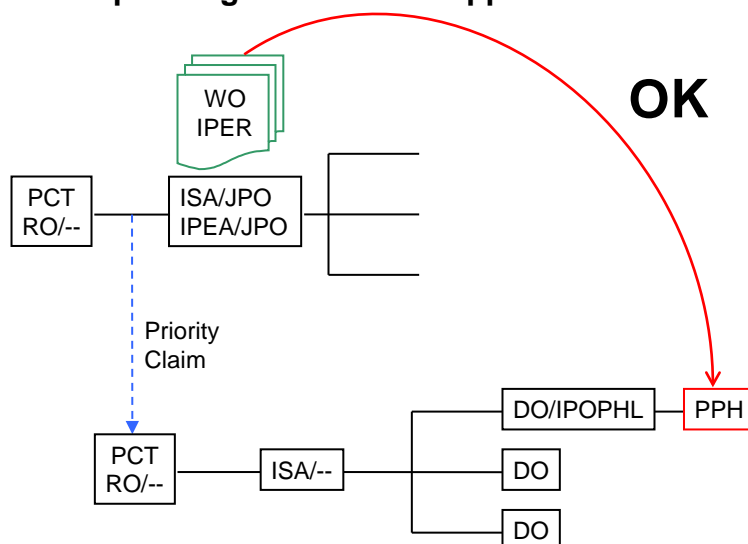 WO
IPER
OK
PCT
RO/--
ISA/JPO
IPEA/JPO
Priority
Claim
DO/IPOPHL
PPH
PCT
RO/--
ISA/--
DO
DO